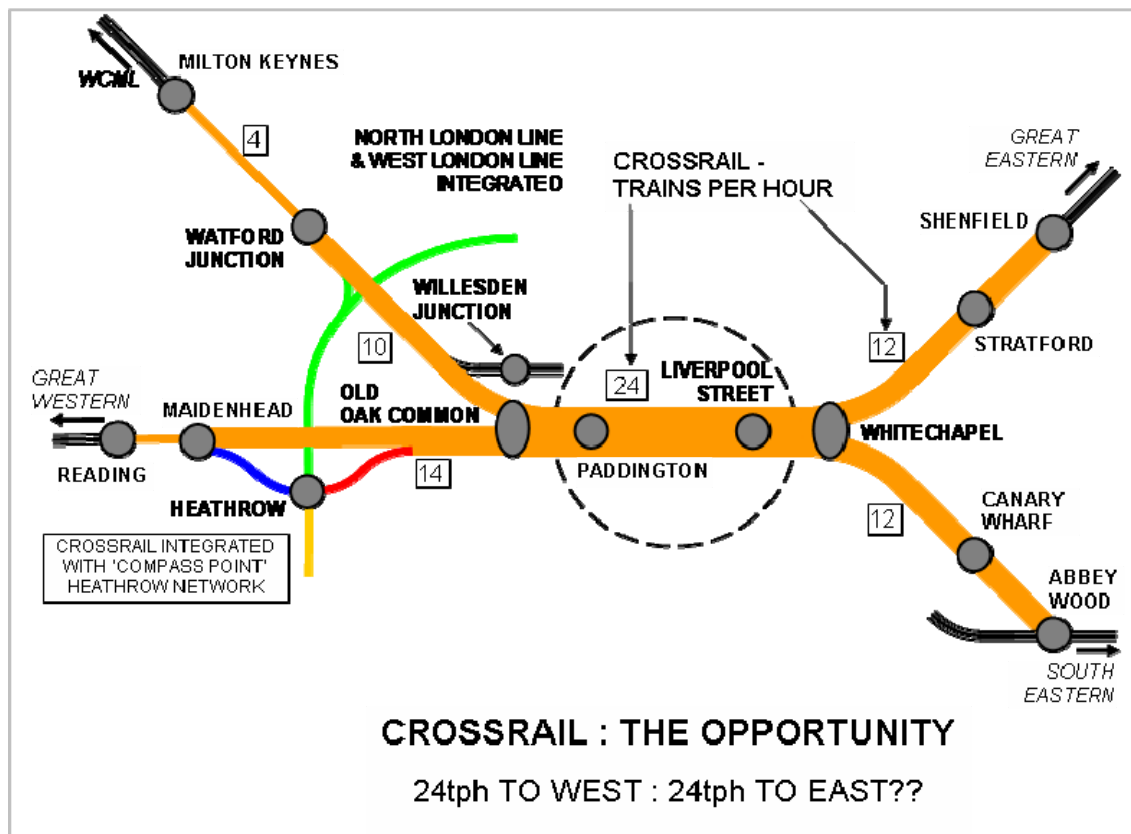 MILTON KEYNES
WCML
4
NORTH LONDON LINE
& WEST LONDON LINE
INTEGRATED
CROSSRAIL -
TRAINS PER HOUR
GREAT
EASTERN
SHENFIELD
WATFORD
JUNCTION
WILLESDEN
JUNCTION
10
12
STRATFORD
24
LIVERPOOL
STREET
GREAT
WESTERN
MAIDENHEAD
OLD
OAK COMMON
WHITECHAPEL
READING
14
PADDINGTON
HEATHROW
12
CANARY
WHARF
CROSSRAIL INTEGRATED
WITH 'COMPASS POINT'
HEATHROW NETWORK
ABBEY
WOOD
SOUTH
EASTERN
CROSSRAIL : THE OPPORTUNITY
24tph TO WEST : 24tph TO EAST??